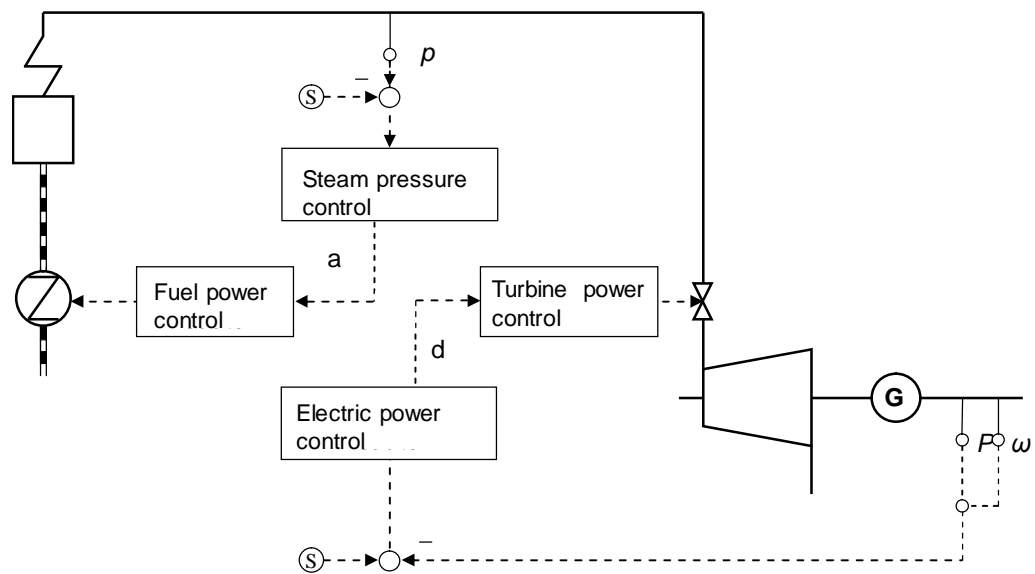 p
–
S
Steam pressure
control
a
Fuel power
control
Turbine power
control
d
Electric power
control
G
P ω
–
S